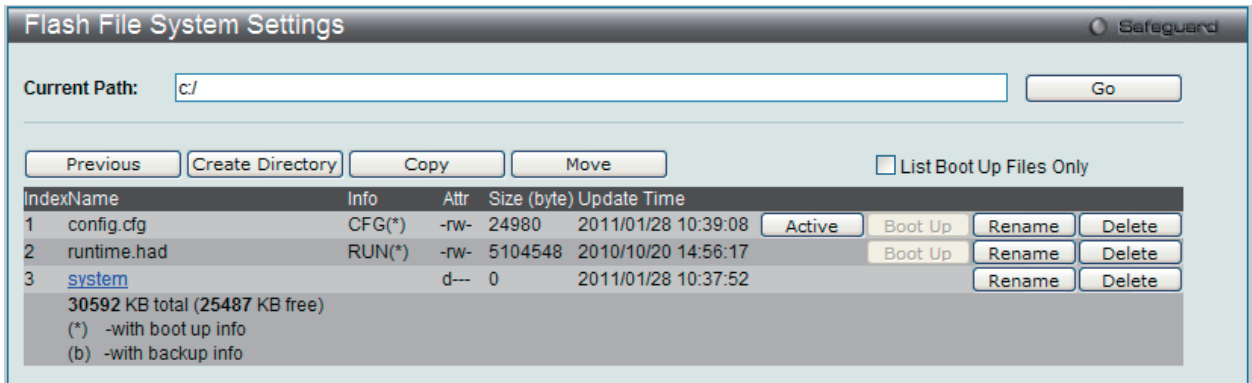 Flash File System Settings
Safeguard
Current Path: c:/ Go
Previous Create Directory Copy Move List Boot Up Files Only
IndexName Info Attr Size (byte) Update Time
1 config.cfg CFG(*) -rw- 24980 2011/01/28 10:39:08 Active Boot Up Rename Delete
2 runtime.had RUN(*) -rw- 5104548 2010/10/20 14:56:17 Boot Up Rename Delete
3 system d--- 0 2011/01/28 10:37:52 Rename Delete
30592 KB total (25487 KB free)
(*) -with boot up info
(b) -with backup info